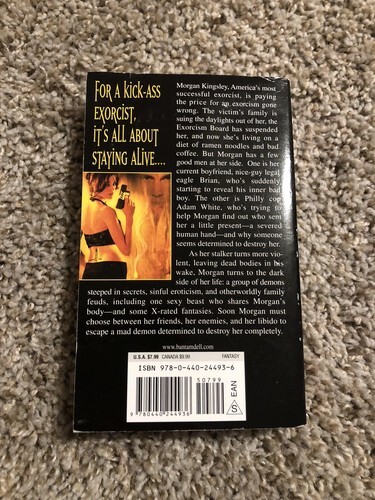 FOR A KICK-ASS
EXORCIST,
IT'S ALL ABOUT
STAYING ALIVE....
Morgan Kingsley, America's most
successful exorcist, is paying
the price for an exorcism gone
wrong. The victim's family is
suing the daylights out of her, the
Exorcism Board has suspended
her, and now she's living on a
diet of ramen noodles and bad
coffee. But Morgan has a few
good men at her side. One is her
current boyfriend, nice-guy legal
eagle Brian, who's suddenly
starting to reveal his inner bad
boy. The other is Philly cop
Adam White, who's trying to
help Morgan find out who sent
her a little present—a severed
human hand—and why someone
seems determined to destroy her.
As her stalker turns more vio-
lent, leaving dead bodies in his
wake, Morgan turns to the dark
side of her life: a group of demons
steeped in secrets, sinful eroticism, and otherworldly family
feuds, including one sexy beast who shares Morgan's
body—and some X-rated fantasies. Soon Morgan must
choose between her friends, her enemies, and her libido to
escape a mad demon determined to destroy her completely.
www.bantamdell.com
U.S.A. $7.99 CANADA $9.99 FANTASY
ISBN 978-0-440-24493-6
50799
9 780440 244936
S EAN